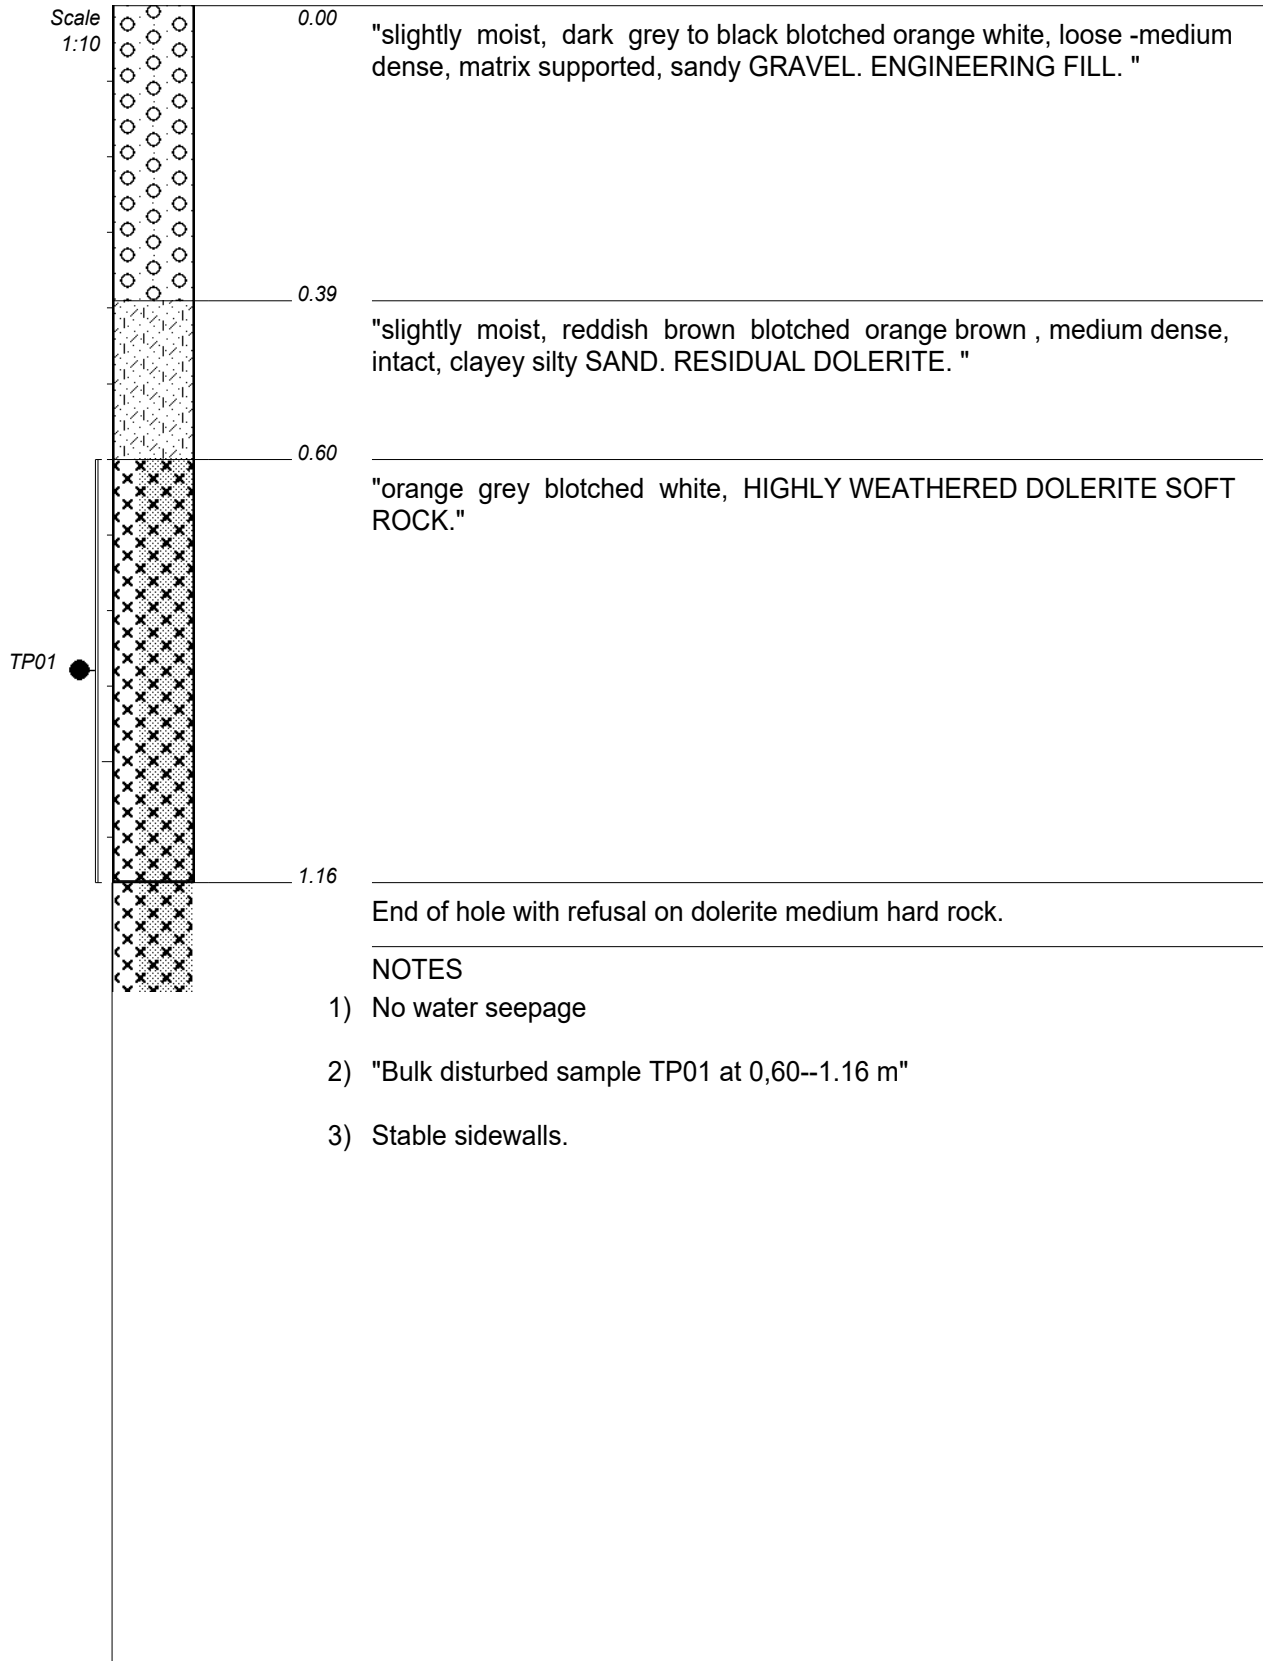 Scale
1:10
0.00
"slightly moist, dark grey to black blotched orange white, loose -medium
dense, matrix supported, sandy GRAVEL. ENGINEERING FILL. "
0.39
"slightly moist, reddish brown blotched orange brown , medium dense,
intact, clayey silty SAND. RESIDUAL DOLERITE. "
0.60
"orange grey blotched white, HIGHLY WEATHERED DOLERITE SOFT
ROCK."
TP01
1.16
End of hole with refusal on dolerite medium hard rock.
NOTES
1) No water seepage
2) "Bulk disturbed sample TP01 at 0,60--1.16 m"
3) Stable sidewalls.